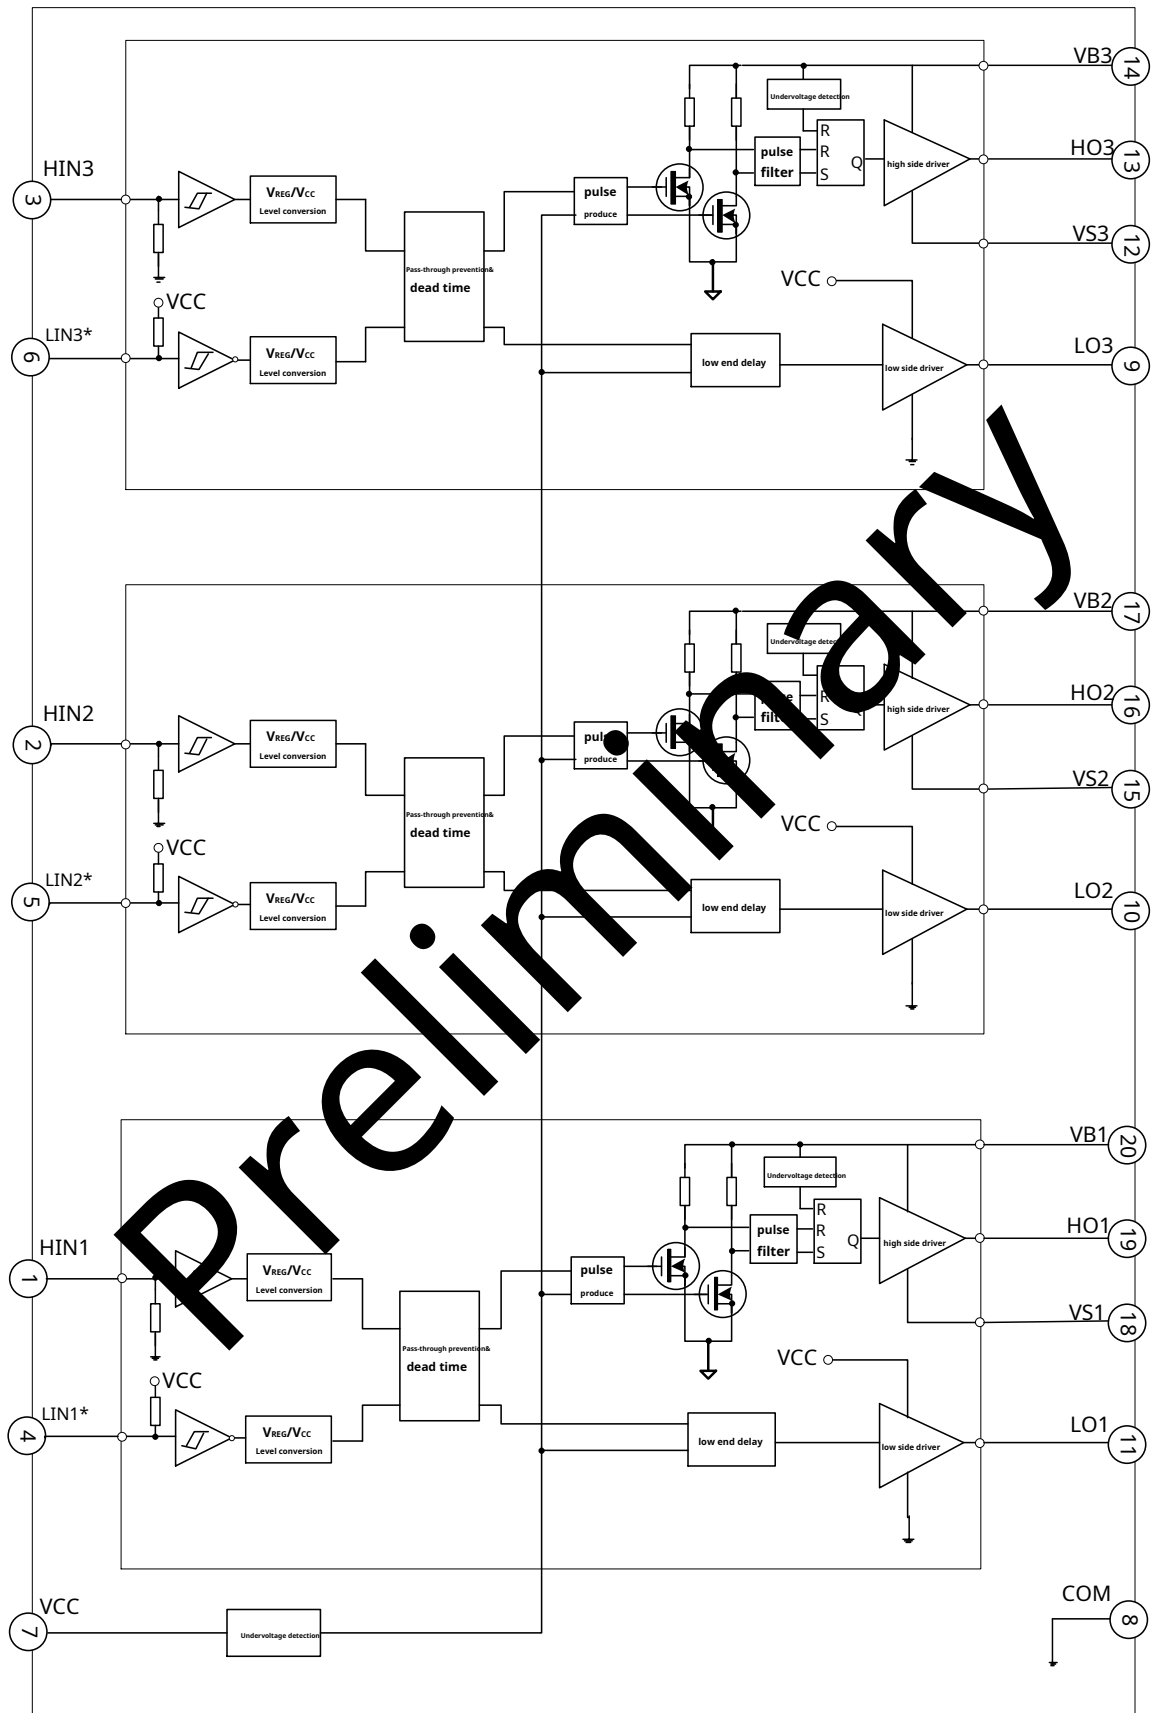 VB3
14
Undervoltage detection
R
HIN3
HO3
pulse
R
Q
13
high side driver
filter
S
3
VREG/VCC
pulse
Level conversion
produce
VS3
12
Pass-through prevention&
dead time
VCC
VCC
LIN3*
LO3
6
VREG/VCC
Level conversion
low end delay
low side driver
9
VB2
17
Undervoltage detec
HIN2
HO2
R
16
high side driver
filt
S
2
VREG/VCC
Level conversion
produce
VS2
15
Pass-through prevention&
dead time
VCC
VCC
LIN2*
LO2
5
VREG/VCC
Level conversion
low end delay
low side driver
10
Preliminary
VB1
20
Undervoltage detection
R
HIN1
HO1
pulse
R
Q
19
high side driver
filter
S
1
VREG/VCC
pulse
Level conversion
produce
VS1
18
Pass-through prevention&
dead time
VCC
VCC
LIN1*
LO1
4
VREG/VCC
Level conversion
low end delay
low side driver
11
VCC
COM
7
Undervoltage detection
8